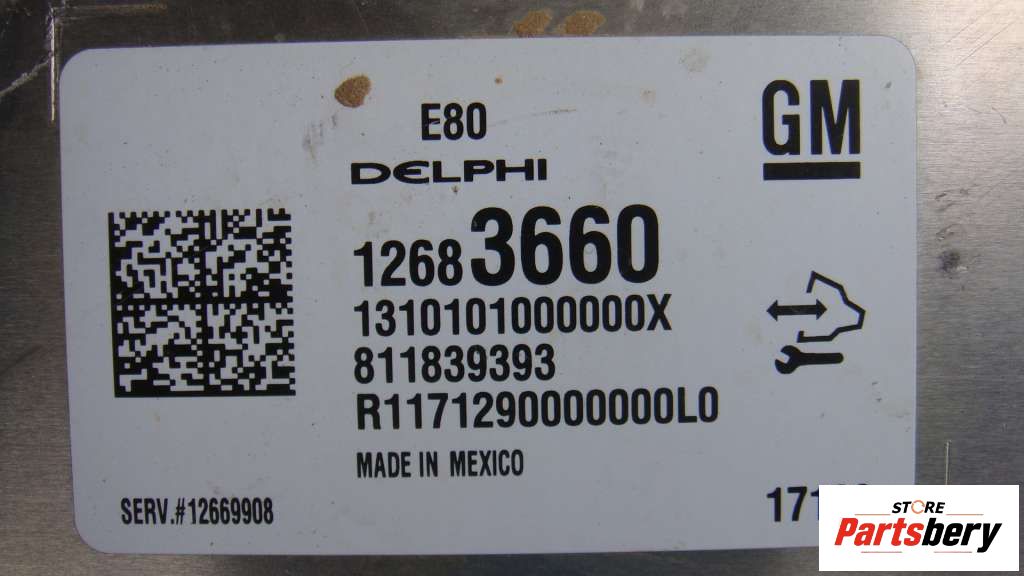 E80
GM
DELPHI
12683660
1310101000000X
811839393
R1171290000000L0
MADE IN MEXICO
SERV.#12669908
STORE
Partsbery